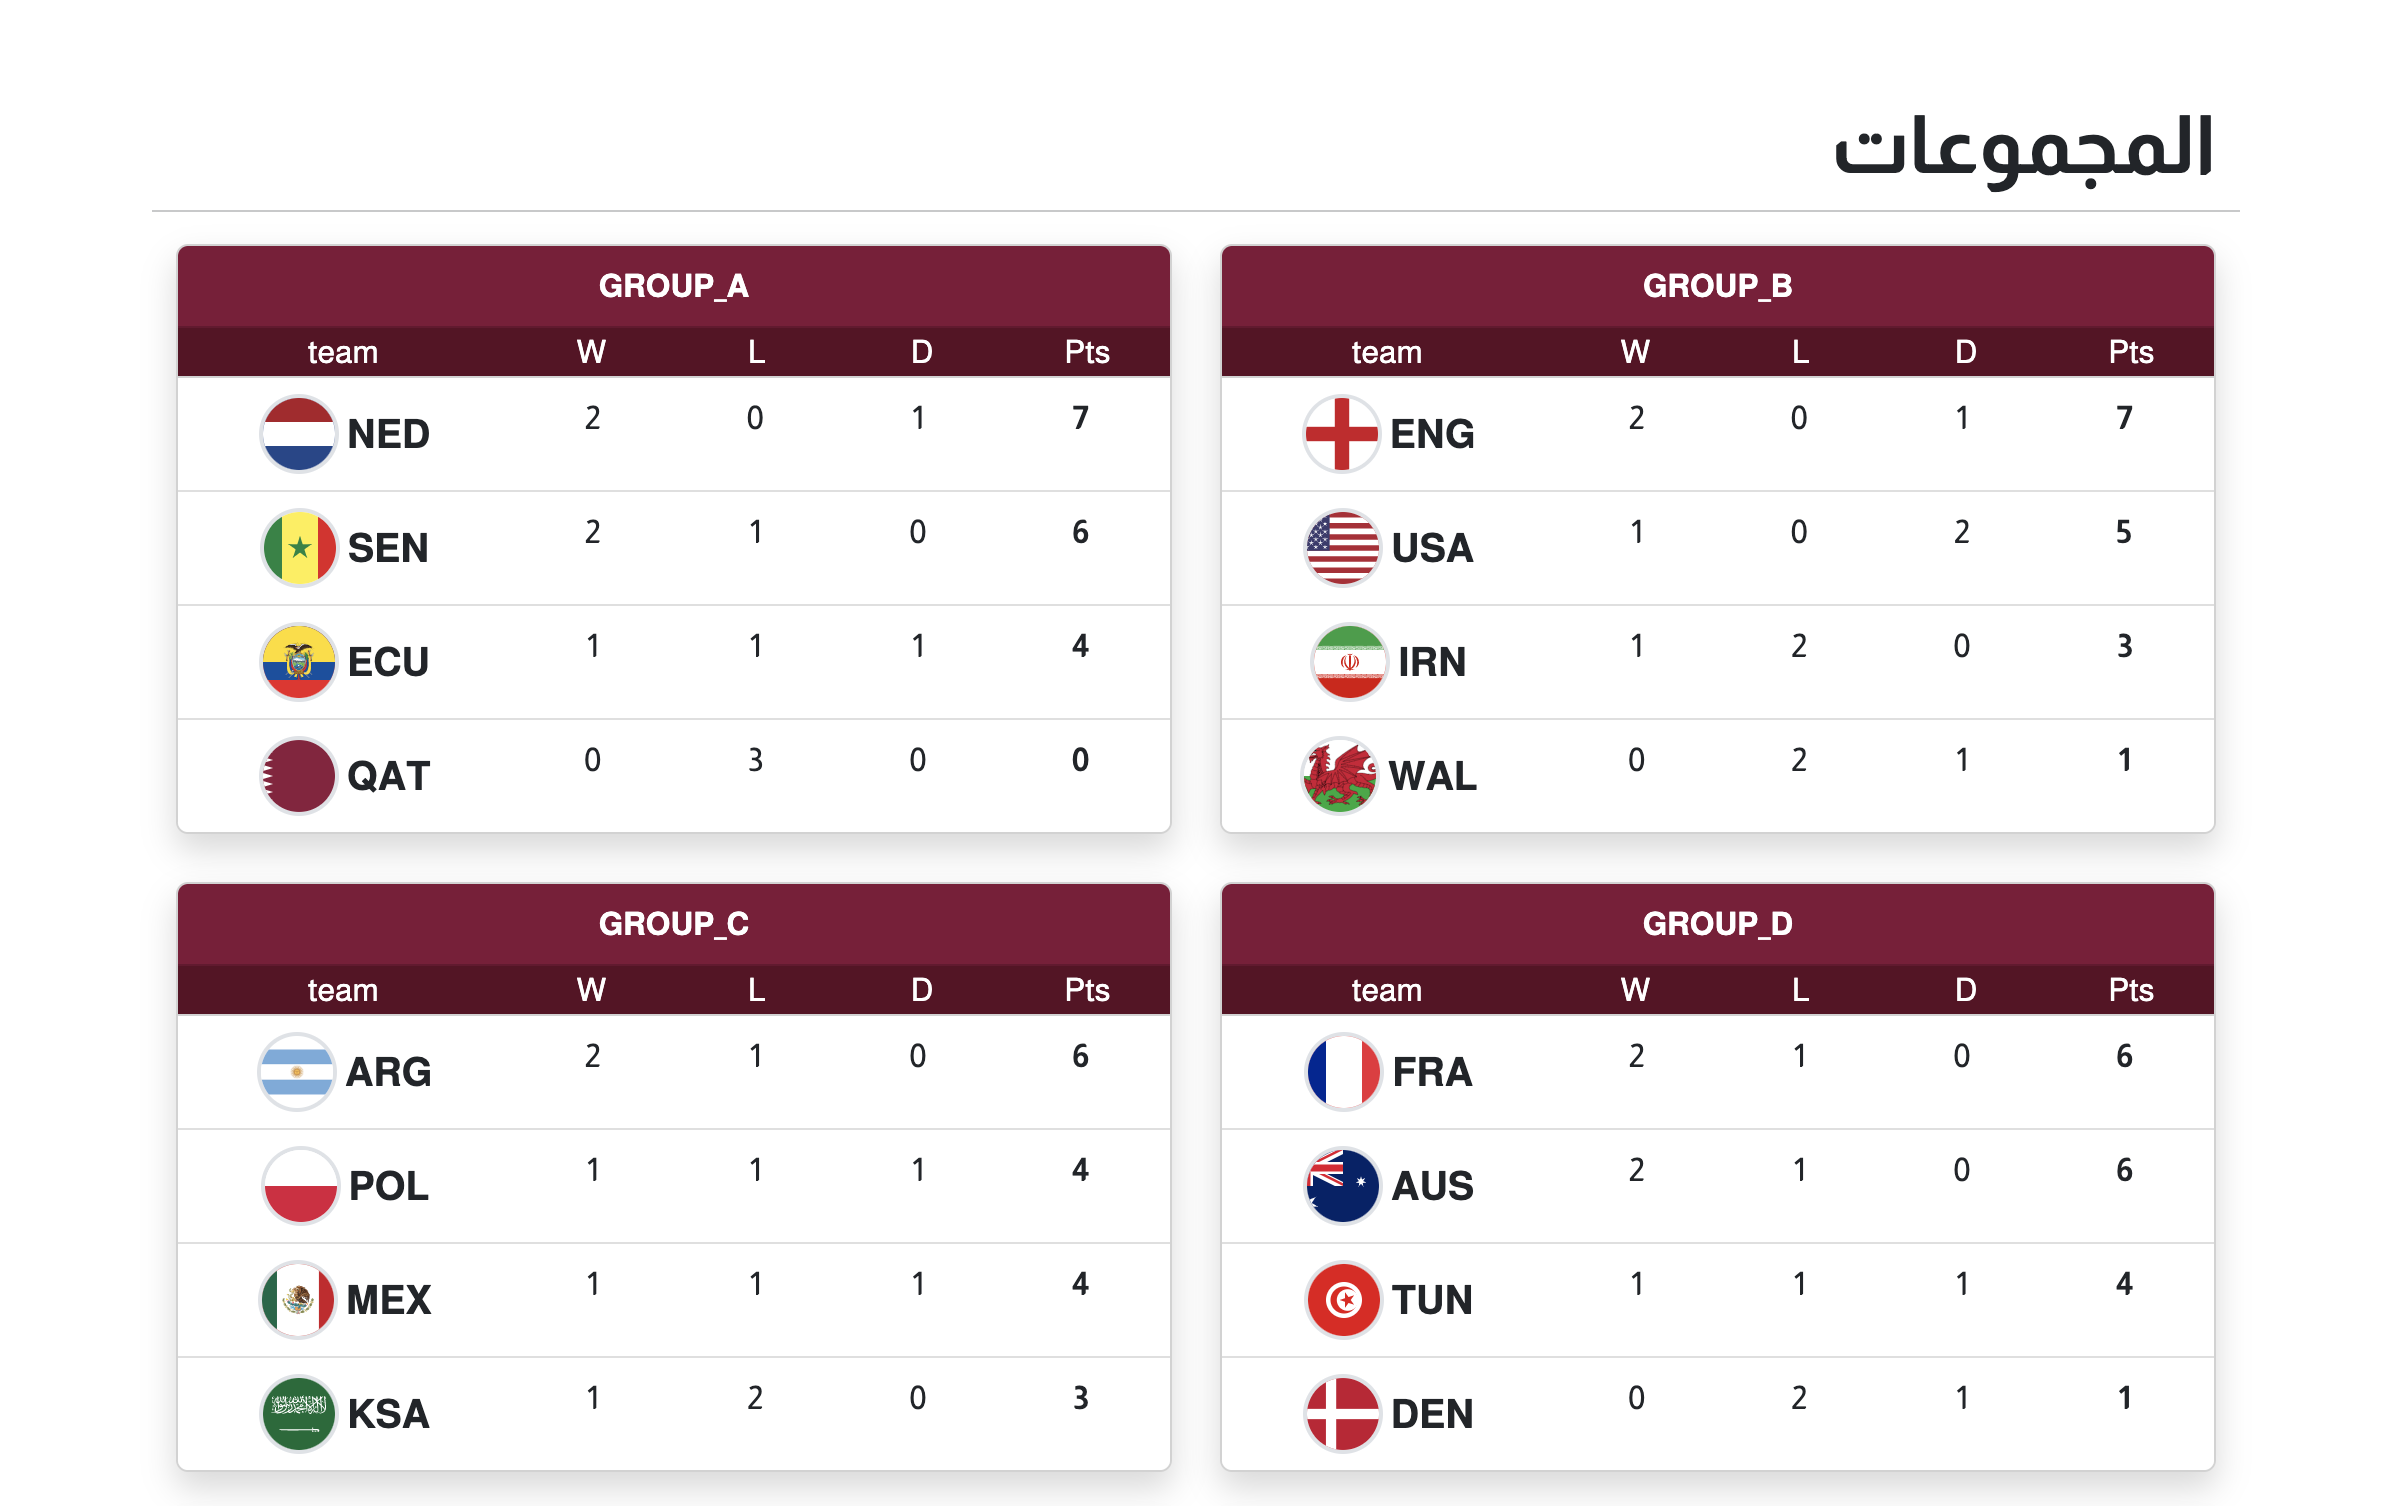 المجموعات
GROUP_A
team W L D Pts
NED 2 0 1 7
SEN 2 1 0 6
ECU 1 1 1 4
QAT 0 3 0 0
GROUP_B
team W L D Pts
ENG 2 0 1 7
USA 1 0 2 5
IRN 1 2 0 3
WAL 0 2 1 1
GROUP_C
team W L D Pts
ARG 2 1 0 6
POL 1 1 1 4
MEX 1 1 1 4
KSA 1 2 0 3
GROUP_D
team W L D Pts
FRA 2 1 0 6
AUS 2 1 0 6
TUN 1 1 1 4
DEN 0 2 1 1